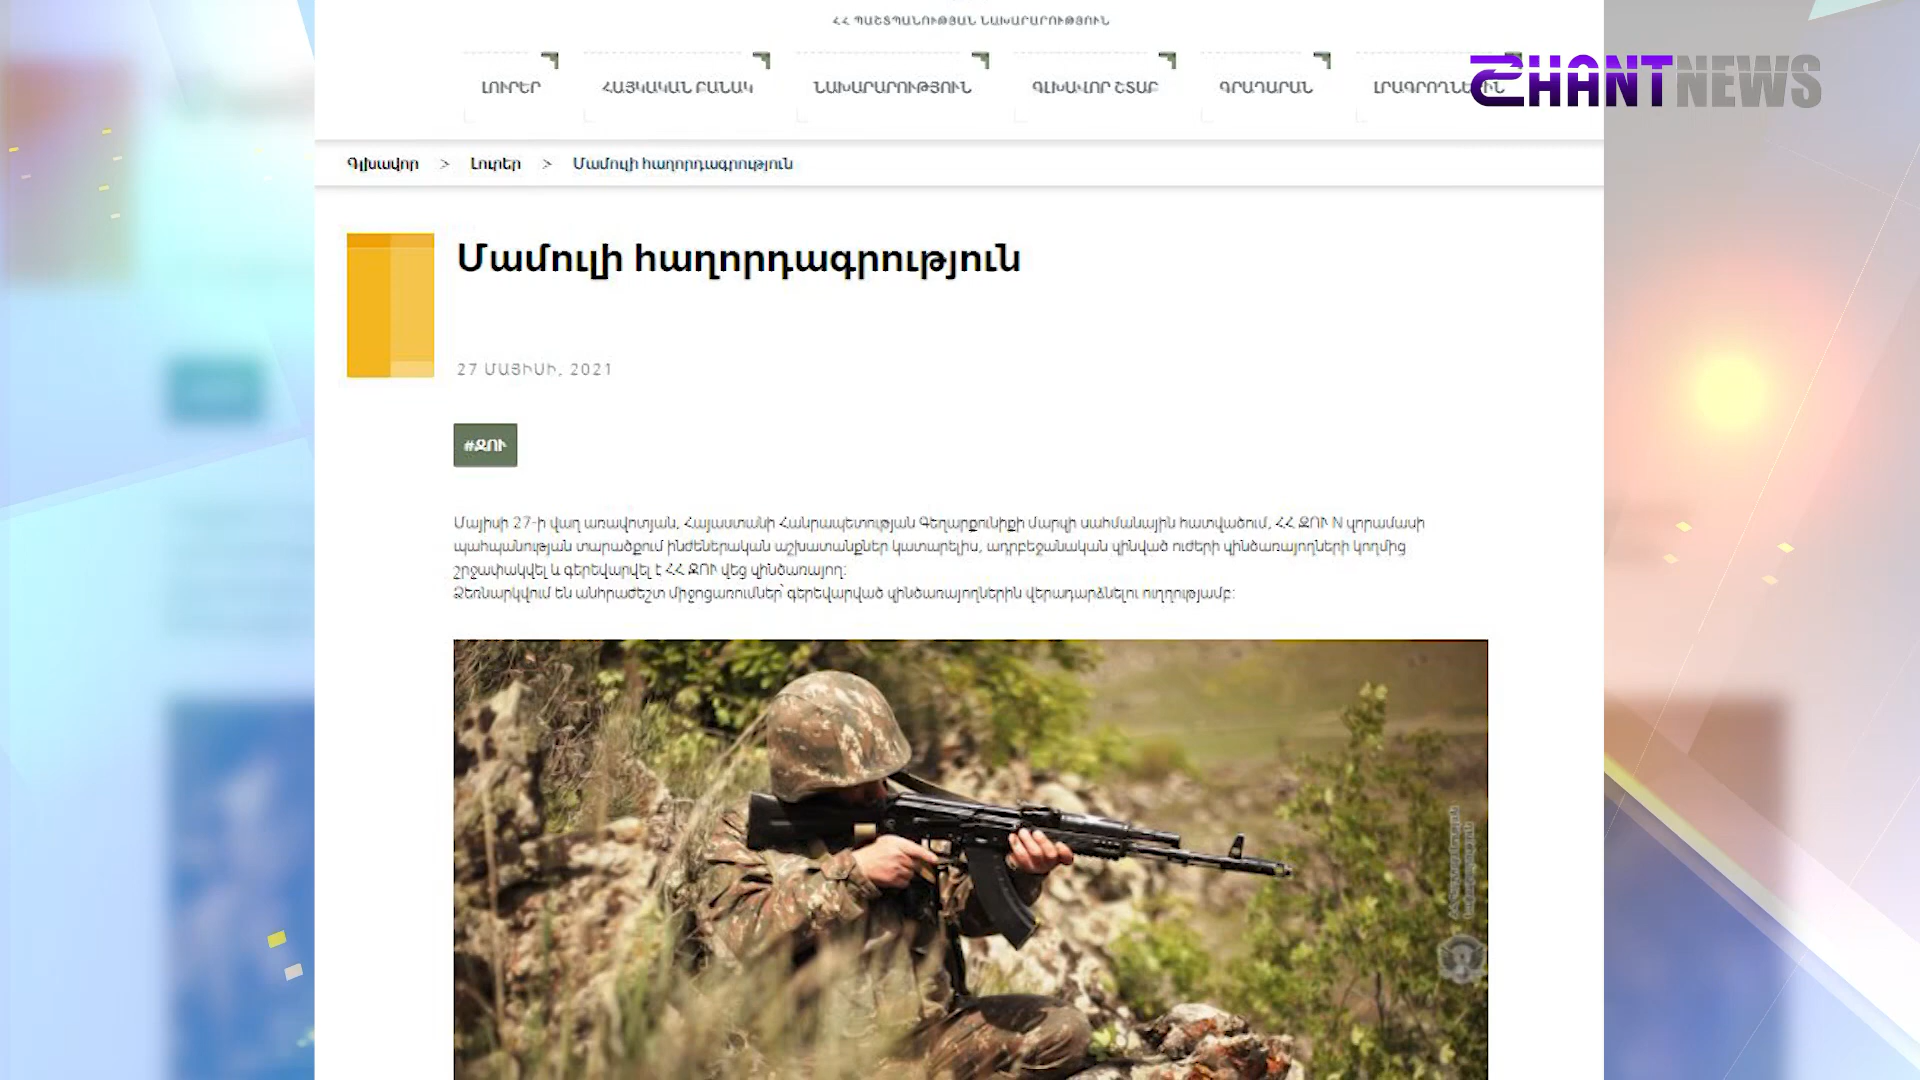 ՀՀ ՊԱՇՏՊԱՆՈՒԹՅԱՆ ՆԱԽԱՐԱՐՈՒԹՅՈՒՆ
SHANTNEWS
ԼՈՒՐԵՐ ՀԱՅԿԱԿԱՆ ԲԱՆԱԿ ՆԱԽԱՐԱՐՈՒԹՅՈՒՆ ԳԼԽԱՎՈՐ ՇՏԱԲ ԳՐԱԴԱՐԱՆ ԼՐԱԳՐՈՂՆԵՐԻՆ
Գլխավոր > Լուրեր > Մամուլի հաղորդագրություն
Մամուլի հաղորդագրություն
27 ՄԱՅԻՍԻ, 2021
#ԶՈՒ
Մայիսի 27-ի վաղ առավոտյան, Հայաստանի Հանրապետության Գեղարքունիքի մարզի սահմանային հատվածում, ՀՀ ԶՈՒ N զորամասի
պահպանության տարածքում ինժեներական աշխատանքներ կատարելիս, ադրբեջանական զինված ուժերի զինծառայողների կողմից
շրջափակվել և գերեվարվել է ՀՀ ԶՈՒ վեց զինծառայող:
Ձեռնարկվում են անհրաժեշտ միջոցառումներ՝ գերեվարված զինծառայողներին վերադարձնելու ուղղությամբ: